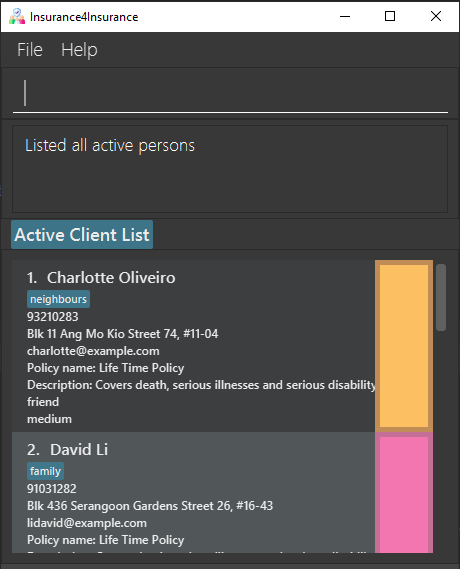 Insurance4Insurance
File Help
Listed all active persons
Active Client List
1. Charlotte Oliveiro
neighbours
93210283
Blk 11 Ang Mo Kio Street 74, #11-04
charlotte@example.com
Policy name: Life Time Policy
Description: Covers death, serious illnesses and serious disability
friend
medium
2. David Li
family
91031282
Blk 436 Serangoon Gardens Street 26, #16-43
lidavid@example.com
Policy name: Life Time Policy